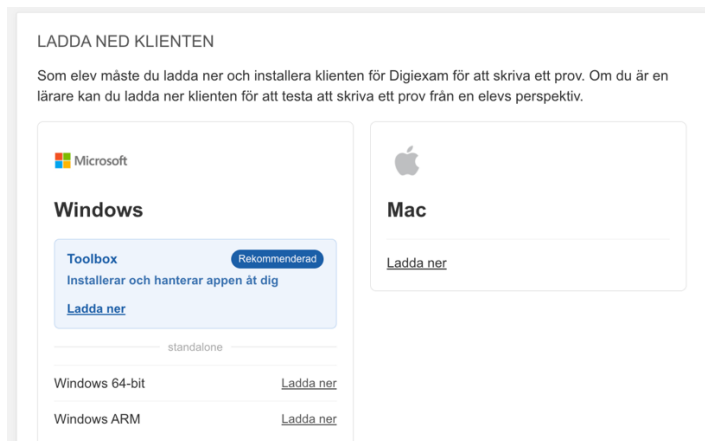 LADDA NED KLIENTEN
Som elev måste du ladda ner och installera klienten för Digiexam för att skriva ett prov. Om du är en
lärare kan du ladda ner klienten för att testa att skriva ett prov från en elevs perspektiv.
Microsoft
Windows
Toolbox
Rekommenderad
Installerar och hanterar appen åt dig
Ladda ner
standalone
Windows 64-bit
Ladda ner
Windows ARM
Ladda ner
Mac
Ladda ner